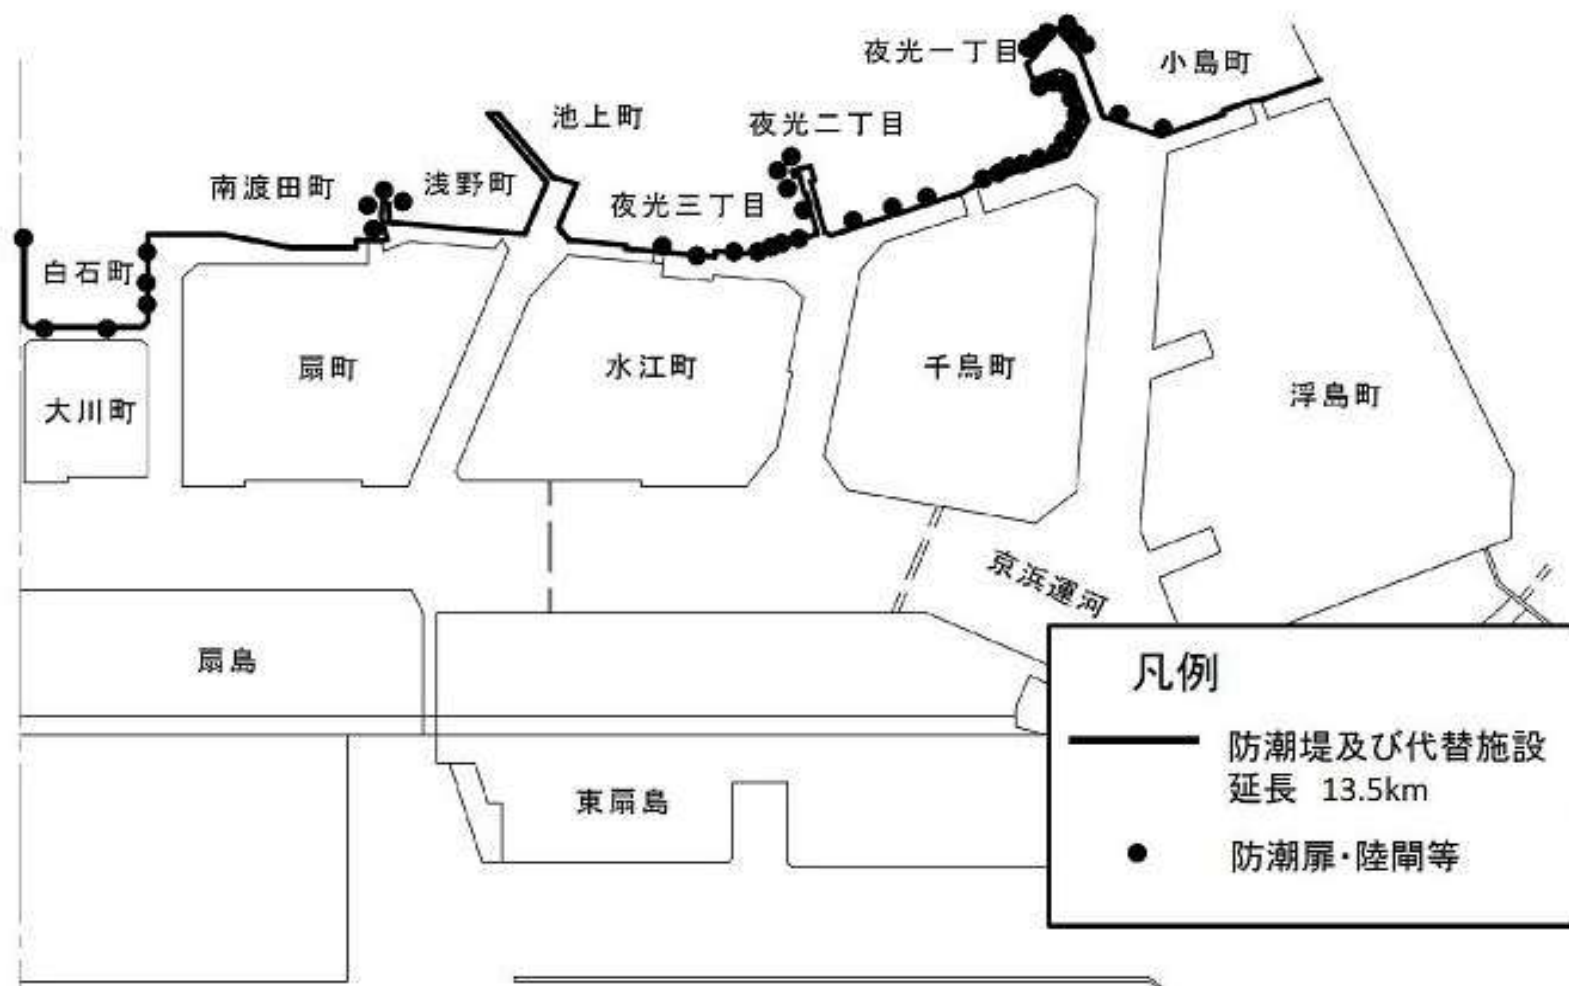 夜光一丁目
小島町
池上町
夜光二丁目
南渡田町
浅野町
夜光三丁目
白石町
扇町
水江町
千鳥町
浮島町
大川町
京浜運河
扇島
東扇島
凡例
防潮堤及び代替施設
延長 13.5km
防潮扉・陸閘等